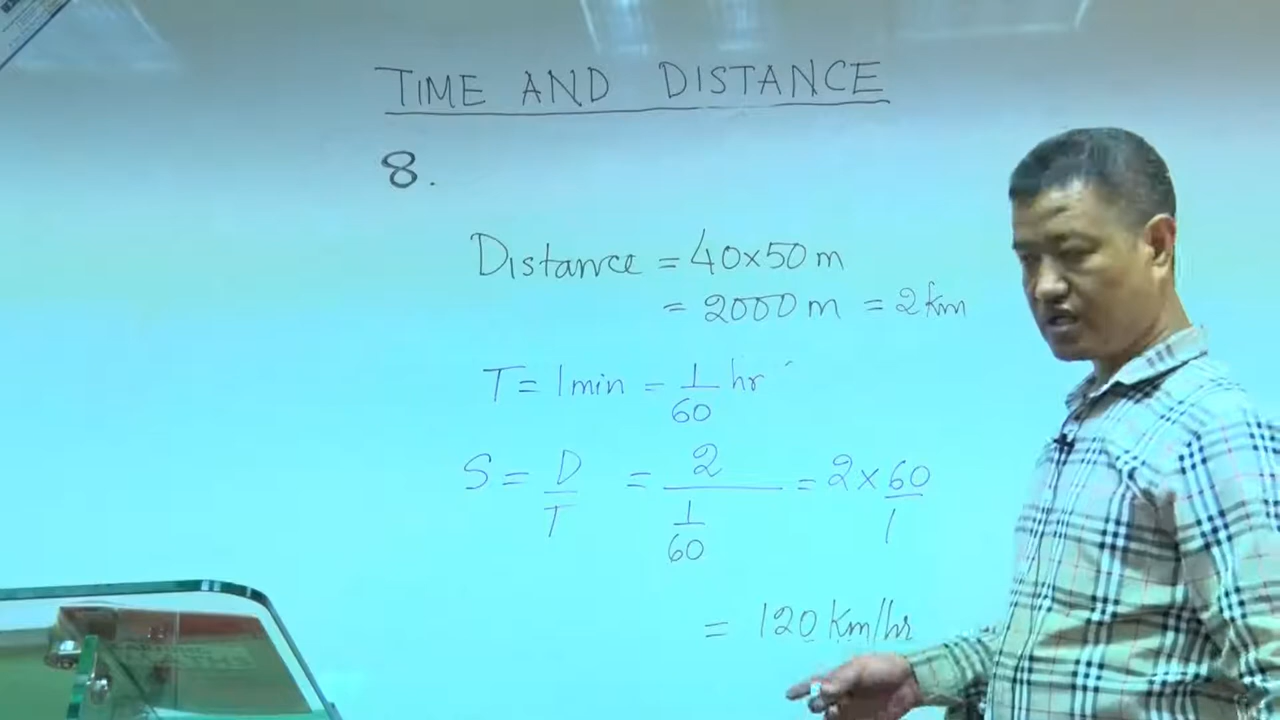 TIME AND DISTANCE
8.
Distance = 40×50 m
= 2000 m = 2 km
T = 1 min = 1/60 hr
S = D/T = 2/(1/60) = 2 × 60/1
= 120 km/hr